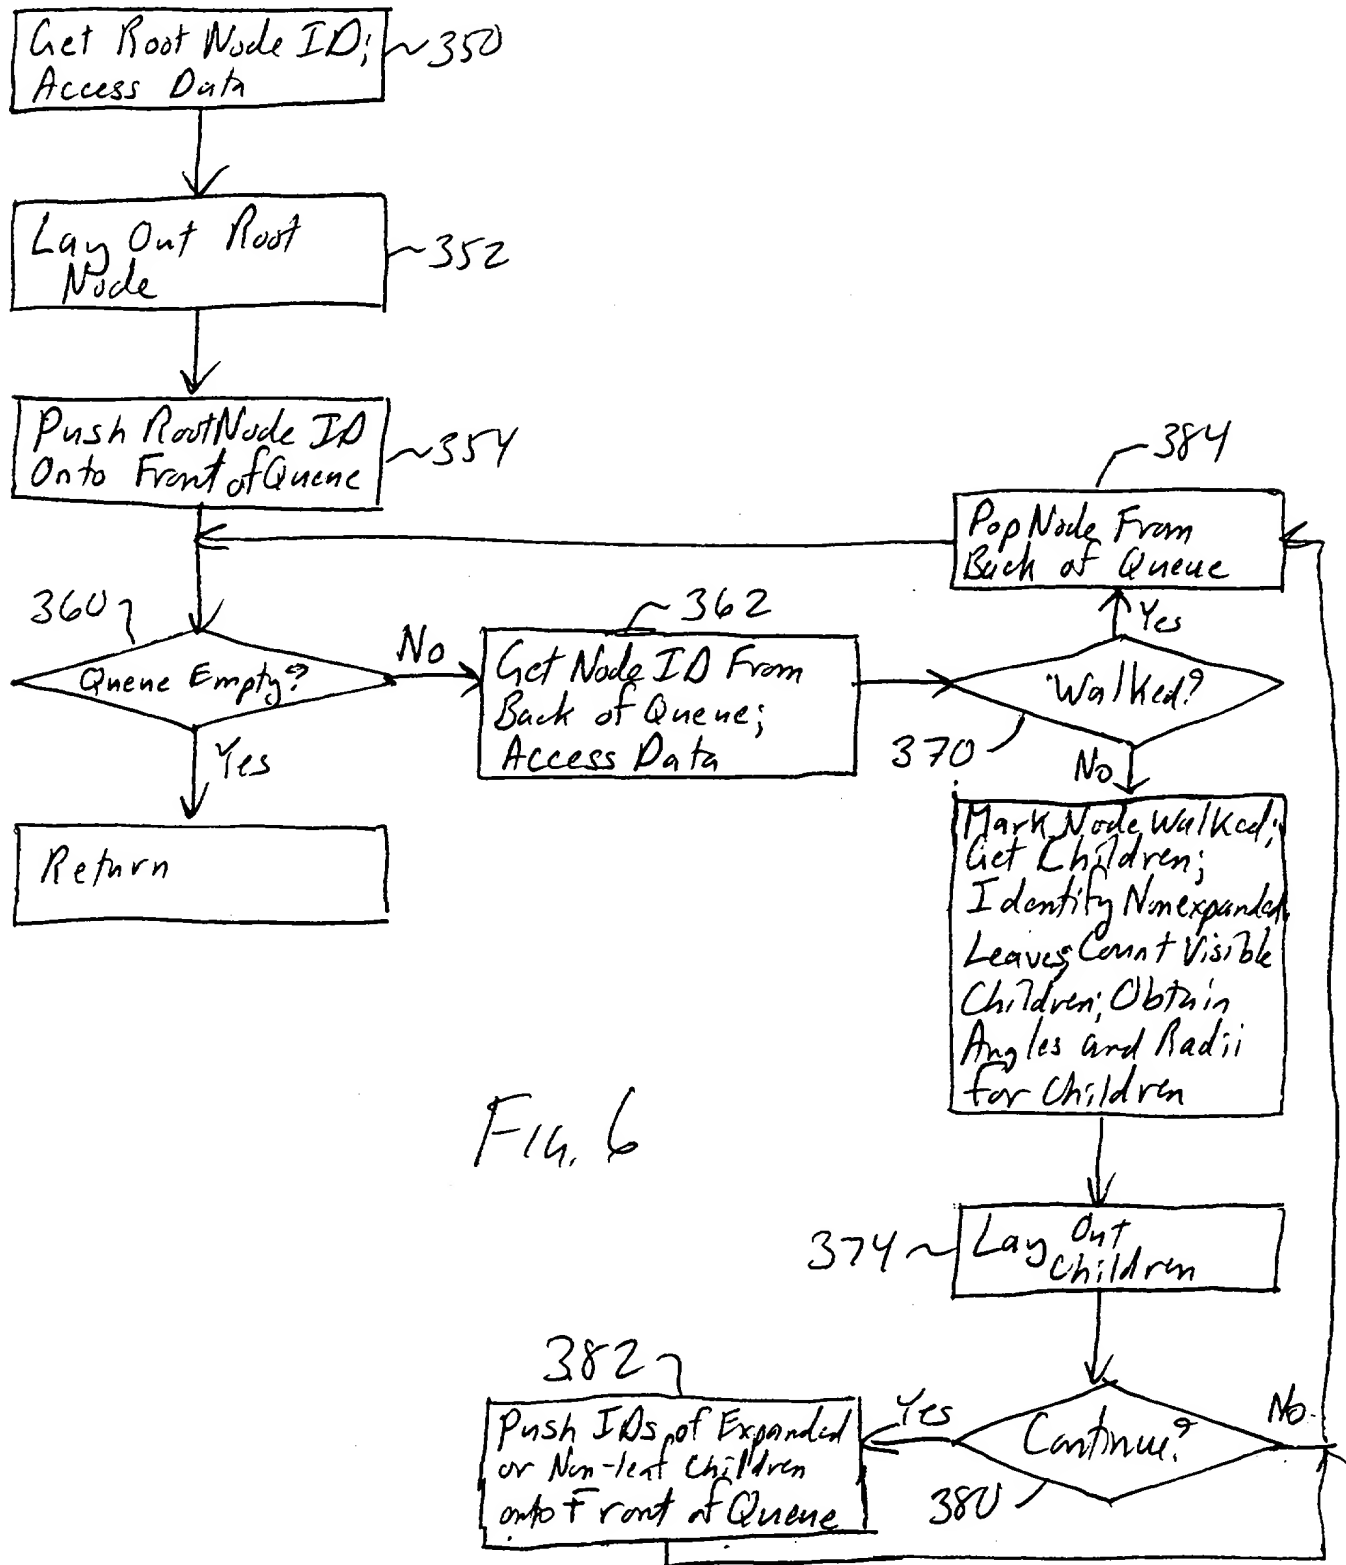 Get Root Node ID;
Access Data
350
Lay Out Root
Node
352
Push Root Node ID
Onto Front of Queue
354
360
Queue Empty?
No
Yes
Return
362
Get Node ID From
Back of Queue;
Access Data
384
Pop Node From
Back of Queue
Yes
Walked?
370
No
Mark Node Walked;
Get Children;
Identify Nonexpanded
Leaves; Count Visible
Children; Obtain
Angles and Radii
for Children
374
Lay Out
Children
382
Push IDs of Expanded
or Non-leaf Children
onto Front of Queue
Yes
Continue?
No
380
Fig. 6